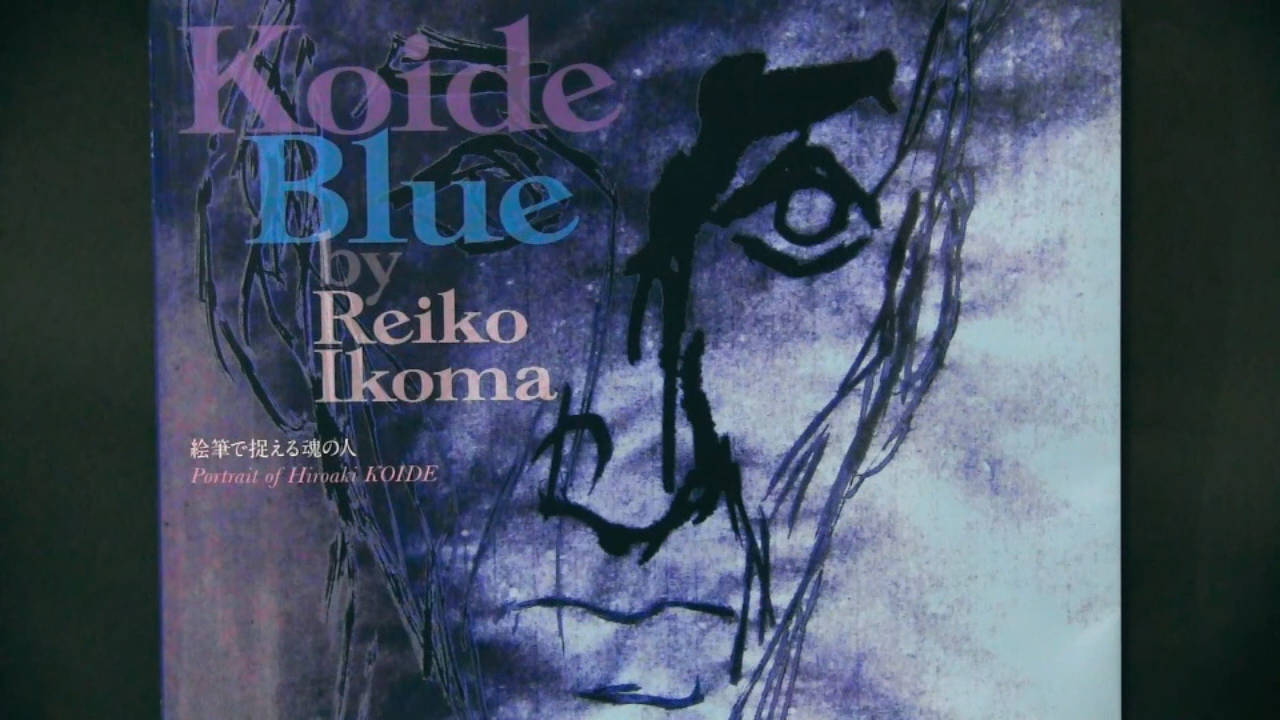 Koide
Blue
by
Reiko
Ikoma
絵筆で捉える魂の人
Portrait of Hiroaki KOIDE